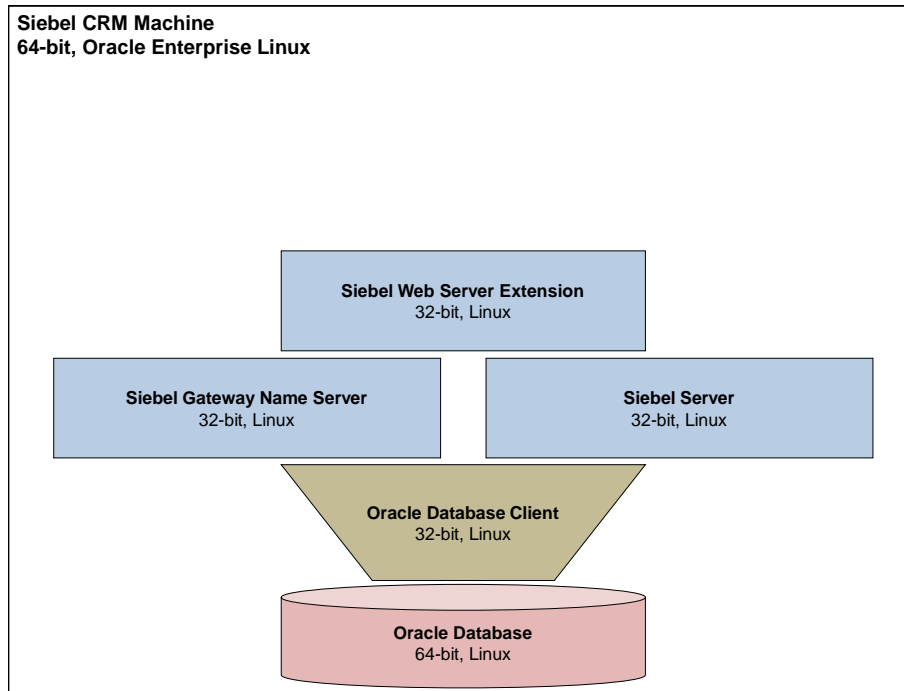 Siebel CRM Machine
64-bit, Oracle Enterprise Linux
Siebel Web Server Extension
32-bit, Linux
Siebel Gateway Name Server
32-bit, Linux
Siebel Server
32-bit, Linux
Oracle Database Client
32-bit, Linux
Oracle Database
64-bit, Linux